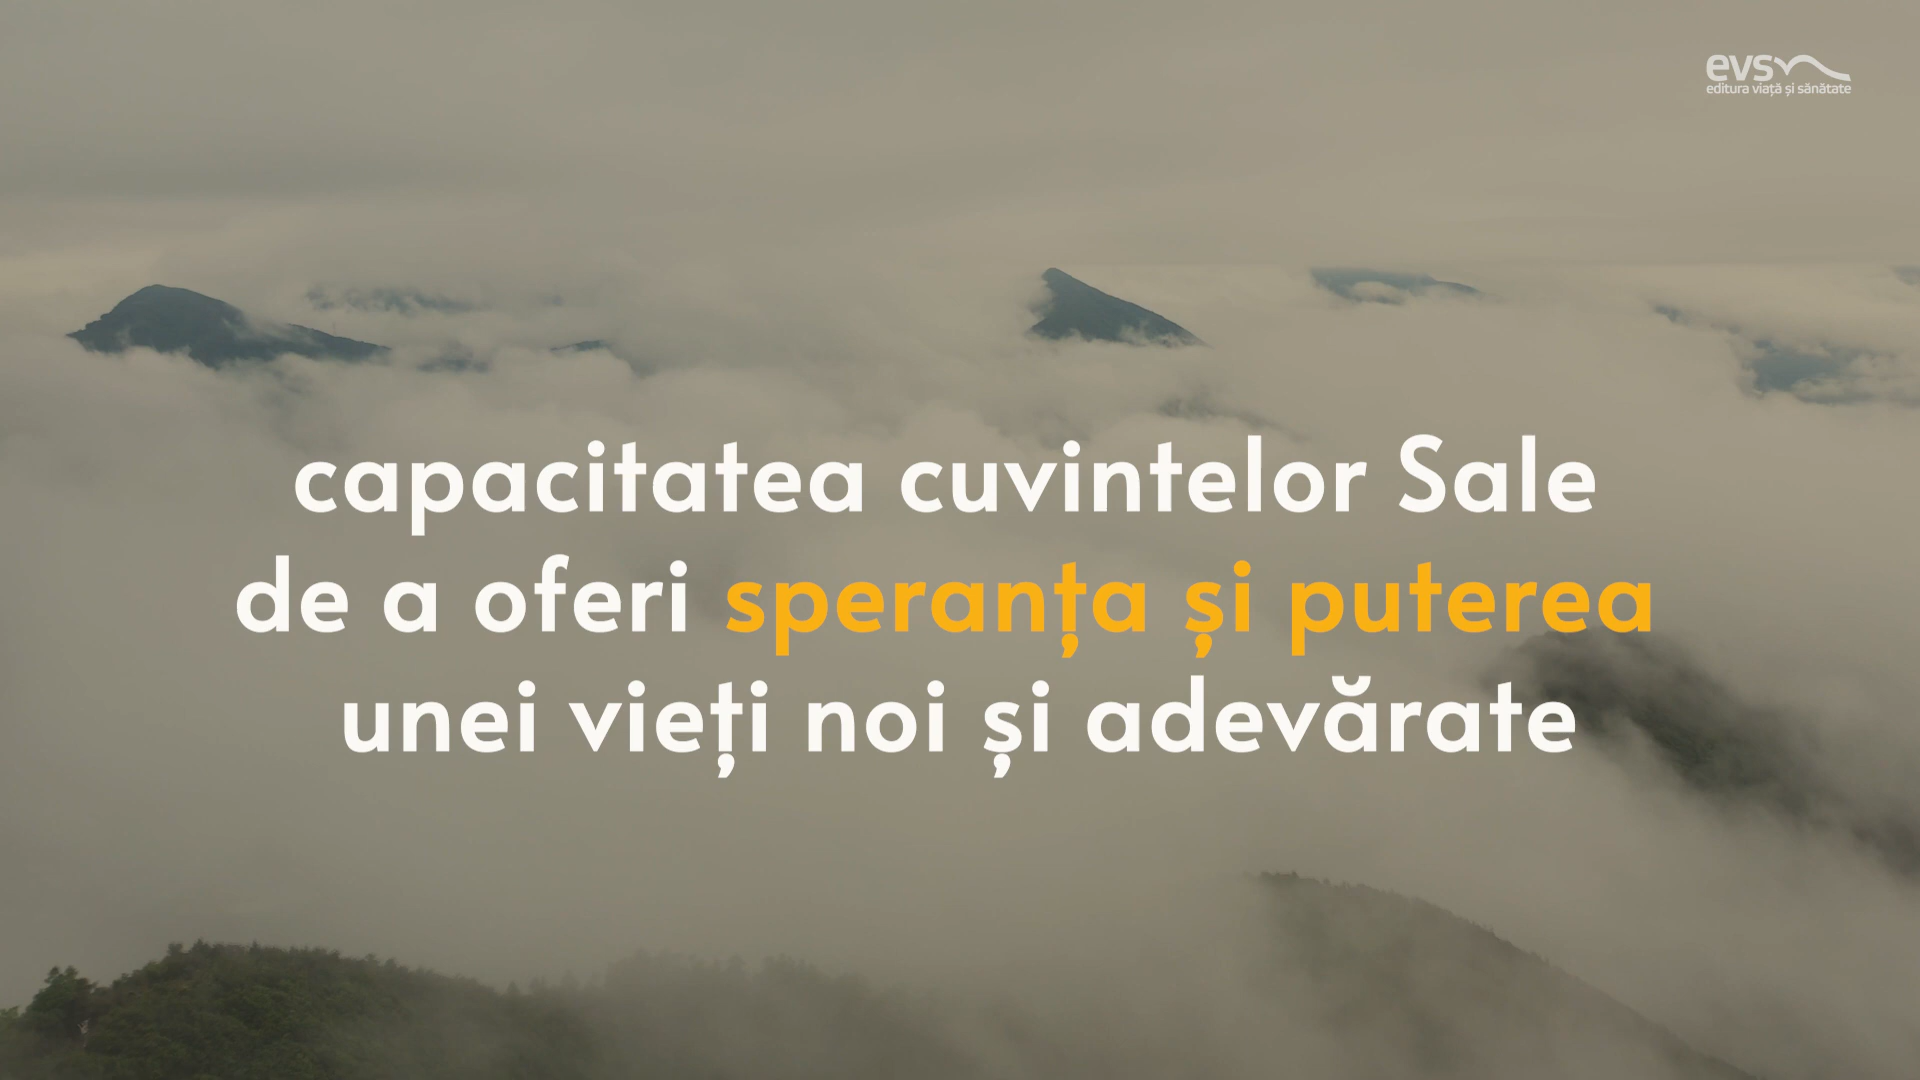 evs
editura viață și sănătate
capacitatea cuvintelor Sale
de a oferi speranța și puterea
unei vieți noi și adevărate